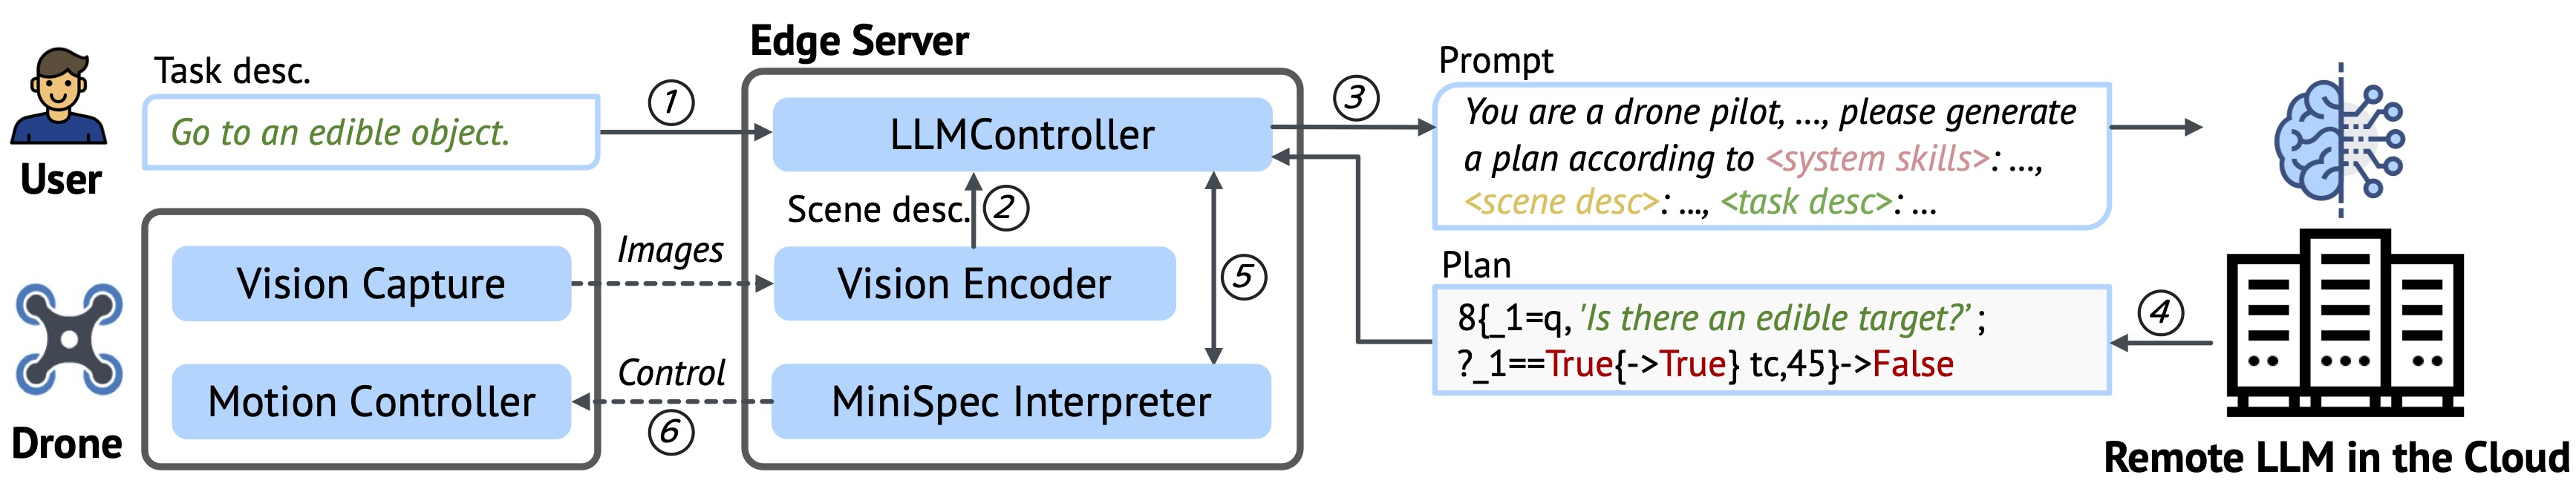 Edge Server
Task desc.
Go to an edible object.
User
①
LLMController
③
Prompt
You are a drone pilot, ..., please generate
a plan according to <system skills>: ...,
<scene desc>: ..., <task desc>: ...
Scene desc.
②
Vision Capture
Images
Vision Encoder
⑤
Plan
8{_1=q, 'Is there an edible target?’ ;
?_1==True{->True} tc,45}->False
④
Motion Controller
Control
⑥
MiniSpec Interpreter
Drone
Remote LLM in the Cloud